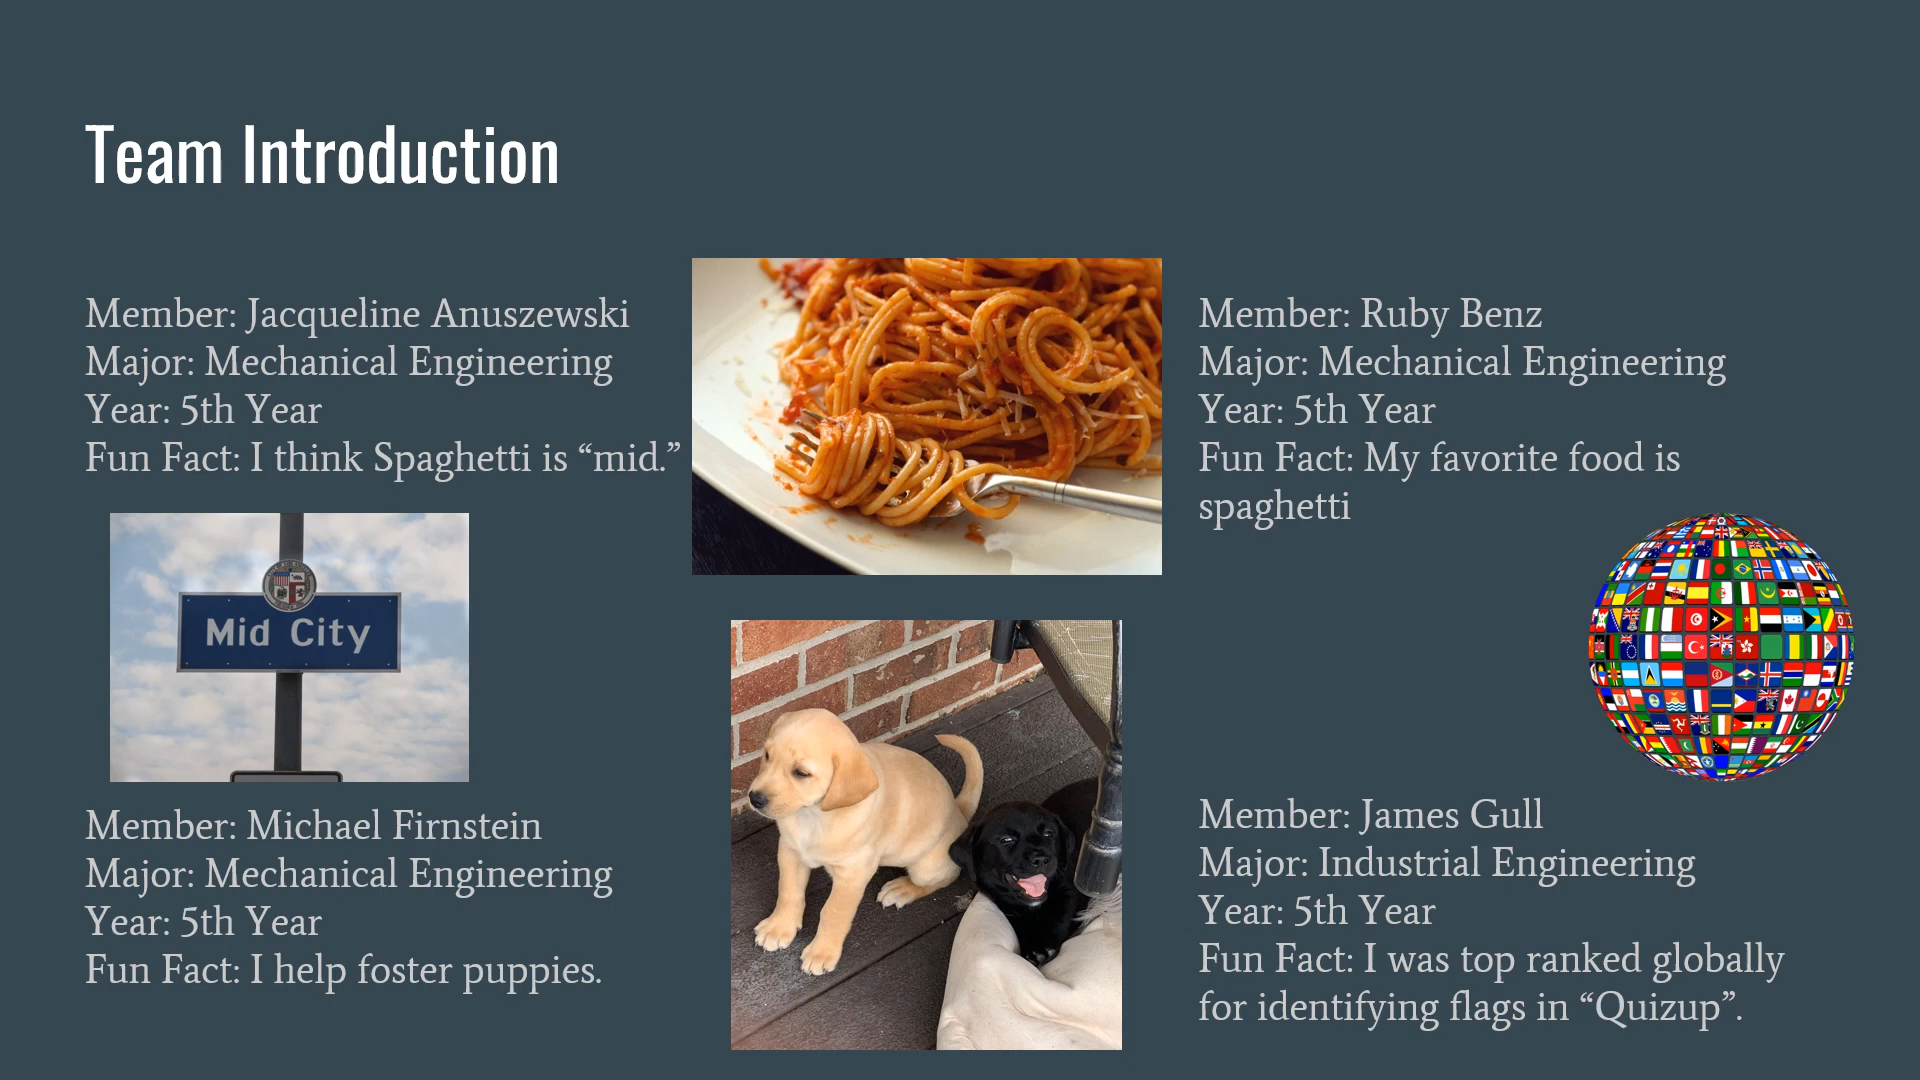 Team Introduction
Member: Jacqueline Anuszewski
Major: Mechanical Engineering
Year: 5th Year
Fun Fact: I think Spaghetti is “mid.”
Member: Ruby Benz
Major: Mechanical Engineering
Year: 5th Year
Fun Fact: My favorite food is
spaghetti
Mid City
Member: Michael Firnstein
Major: Mechanical Engineering
Year: 5th Year
Fun Fact: I help foster puppies.
Member: James Gull
Major: Industrial Engineering
Year: 5th Year
Fun Fact: I was top ranked globally
for identifying flags in “Quizup”.